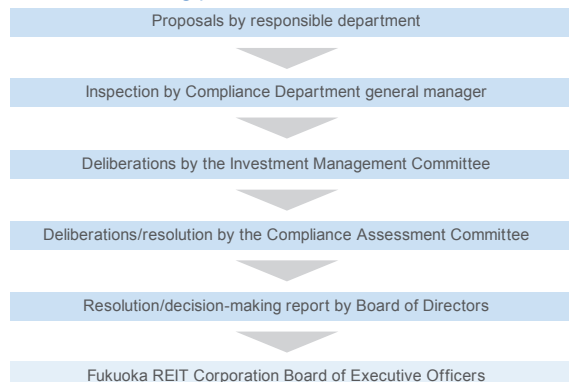 Proposals by responsible department
Inspection by Compliance Department general manager
Deliberations by the Investment Management Committee
Deliberations/resolution by the Compliance Assessment Committee
Resolution/decision-making report by Board of Directors
Fukuoka REIT Corporation Board of Executive Officers